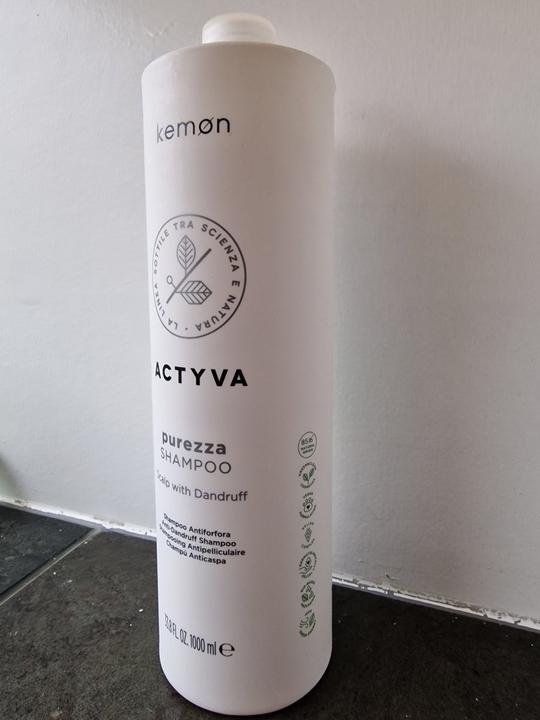 kemøn
LA LINEA SOTTILE TRA SCIENZA E NATURA
ACTYVA
purezza
SHAMPOO
Scalp with Dandruff
Shampoo Antiforfora
Anti-Dandruff Shampoo
Shampooing Antipelliculaire
Champú Anticaspa
33.8 FL. OZ. 1000 ml e